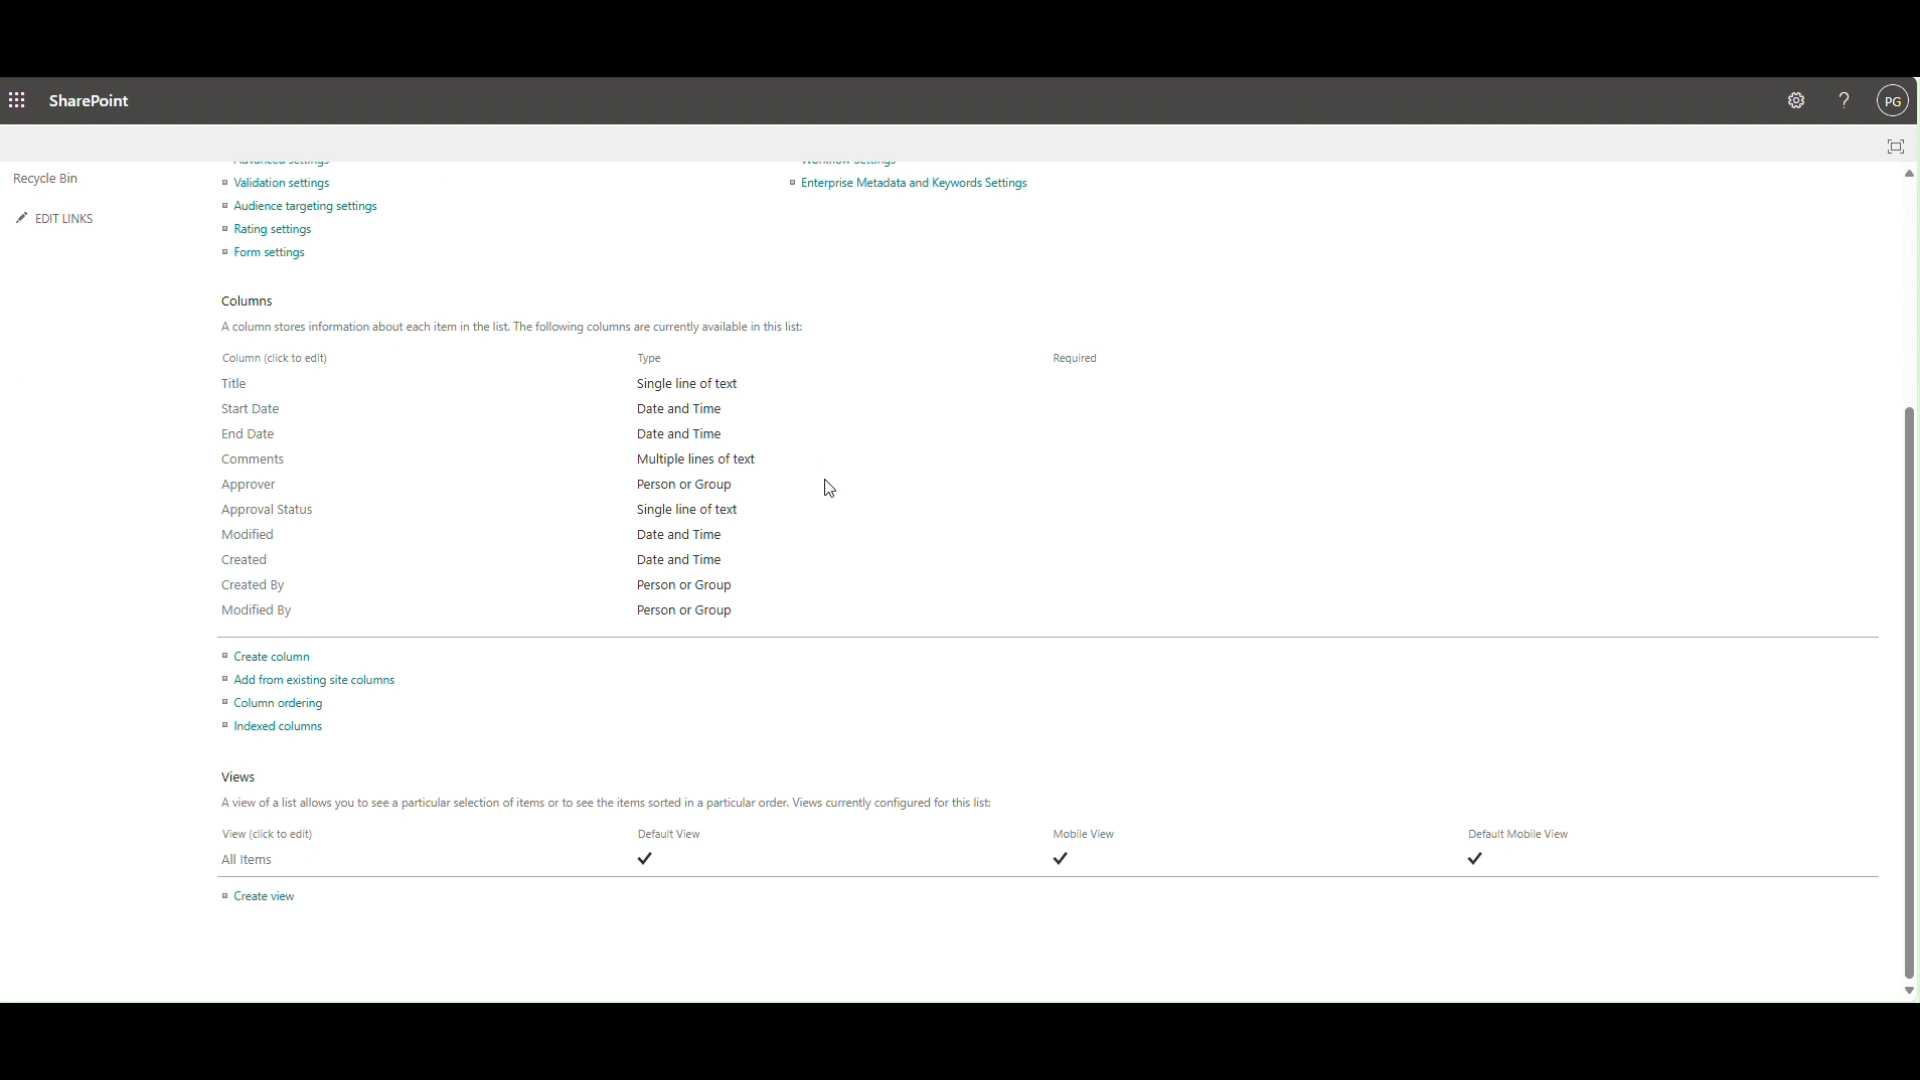 SharePoint
?
PG
Recycle Bin
EDIT LINKS
Advanced settings
Workflow Settings
Validation settings
Enterprise Metadata and Keywords Settings
Audience targeting settings
Rating settings
Form settings
Columns
A column stores information about each item in the list. The following columns are currently available in this list:
Column (click to edit) Type Required
Title Single line of text
Start Date Date and Time
End Date Date and Time
Comments Multiple lines of text
Approver Person or Group
Approval Status Single line of text
Modified Date and Time
Created Date and Time
Created By Person or Group
Modified By Person or Group
Create column
Add from existing site columns
Column ordering
Indexed columns
Views
A view of a list allows you to see a particular selection of items or to see the items sorted in a particular order. Views currently configured for this list:
View (click to edit) Default View Mobile View Default Mobile View
All Items
Create view